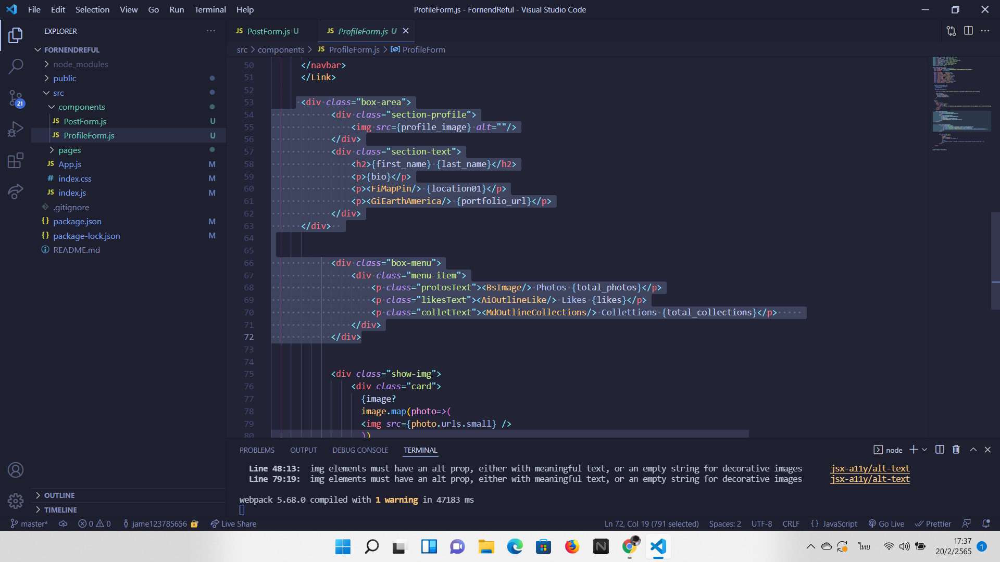 File Edit Selection View Go Run Terminal Help
ProfileForm.js - FornendReful - Visual Studio Code
EXPLORER
FORNENDREFUL
node_modules
public
src
components
JS PostForm.js U
JS ProfileForm.js U
pages
JS App.js M
# index.css M
JS index.js M
.gitignore
{} package.json M
{} package-lock.json M
README.md
OUTLINE
TIMELINE
21
JS PostForm.js U
JS ProfileForm.js U
src > components > JS ProfileForm.js > ProfileForm
50 </navbar>
51 </Link>
52
53 <div class="box-area">
54 <div class="section-profile">
55 <img src={profile_image} alt=""/>
56 </div>
57 <div class="section-text">
58 <h2>{first_name} {last_name}</h2>
59 <p>{bio}</p>
60 <p><FiMapPin/> {location01}</p>
61 <p><GiEarthAmerica/> {portfolio_url}</p>
62 </div>
63 </div>
64
65
66 <div class="box-menu">
67 <div class="menu-item">
68 <p class="protosText"><BsImage/> Photos {total_photos}</p>
69 <p class="likesText"><AiOutlineLike/> Likes {likes}</p>
70 <p class="colletText"><MdOutlineCollections/> Collettions {total_collections}</p>
71 </div>
72 </div>
73
74
75 <div class="show-img">
76 <div class="card">
77 {image?
78 image.map(photo=>(
79 <img src={photo.urls.small} />
80 ))
PROBLEMS OUTPUT DEBUG CONSOLE TERMINAL
node
Line 48:13: img elements must have an alt prop, either with meaningful text, or an empty string for decorative images jsx-a11y/alt-text
Line 79:19: img elements must have an alt prop, either with meaningful text, or an empty string for decorative images jsx-a11y/alt-text
webpack 5.68.0 compiled with 1 warning in 47183 ms
master* 0 0 jame123785656 Live Share
Ln 72, Col 19 (791 selected) Spaces: 2 UTF-8 CRLF {} JavaScript Go Live Prettier
ไทย
17:37
20/2/2565
1